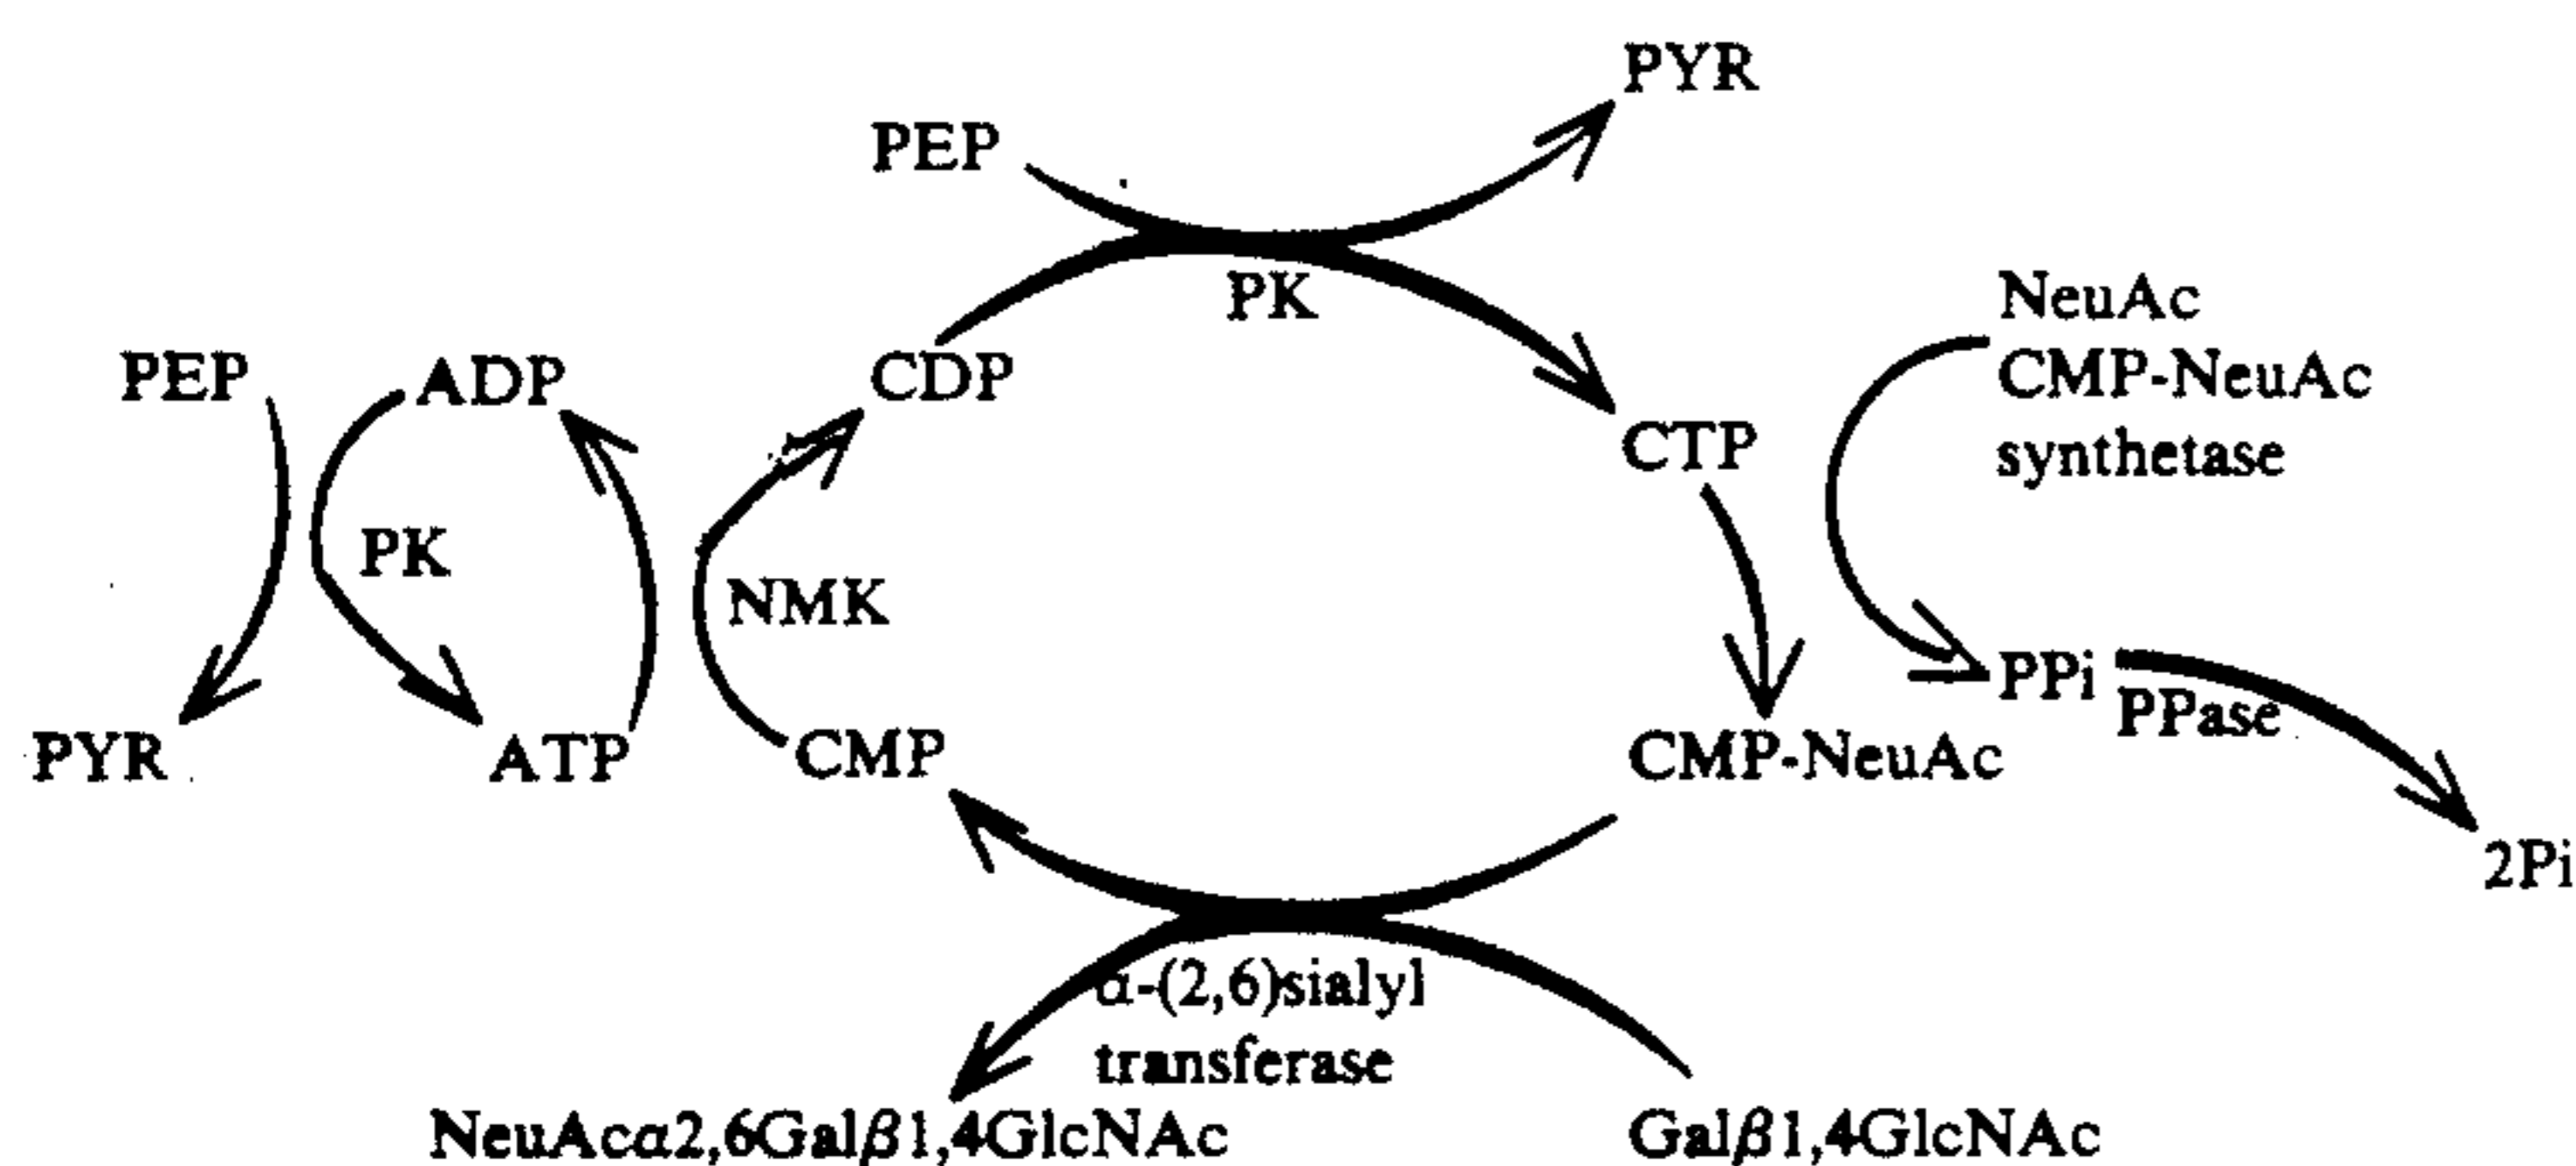 PYR
PEP
PK
NeuAc
CMP-NeuAc
synthetase
PEP
ADP
CDP
CTP
PK
NMK
PPi
PPase
PYR
ATP
CMP
CMP-NeuAc
2Pi
α-(2,6)sialyl
transferase
NeuAcα2,6Galβ1,4GlcNAc
Galβ1,4GlcNAc